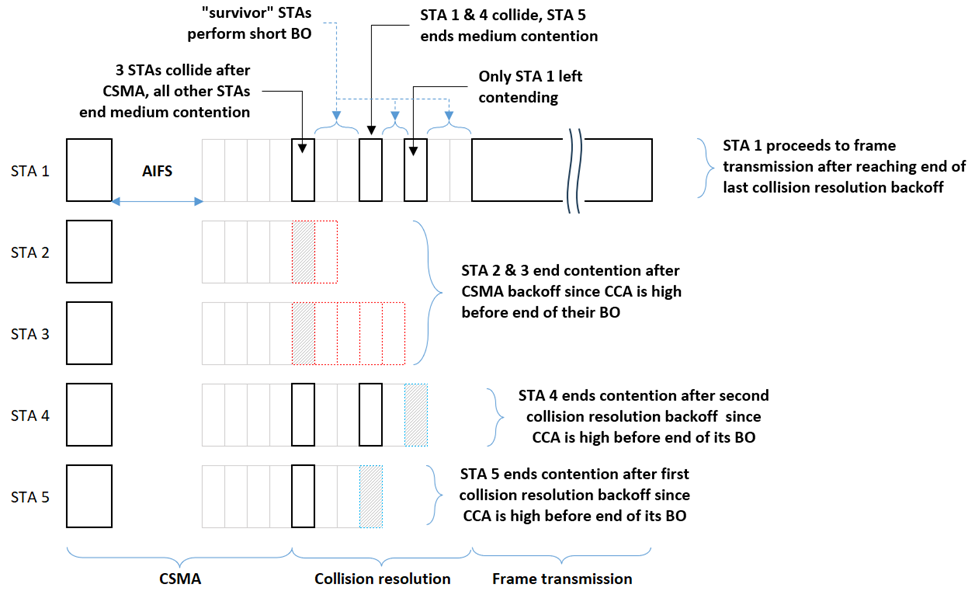 "survivor" STAs
perform short BO
STA 1 & 4 collide, STA 5
ends medium contention
3 STAs collide after
CSMA, all other STAs
end medium contention
Only STA 1 left
contending
STA 1
AIFS
STA 1 proceeds to frame
transmission after reaching end of
last collision resolution backoff
STA 2
STA 2 & 3 end contention after
CSMA backoff since CCA is high
before end of their BO
STA 3
STA 4
STA 4 ends contention after second
collision resolution backoff since
CCA is high before end of its BO
STA 5
STA 5 ends contention after first
collision resolution backoff since
CCA is high before end of its BO
CSMA
Collision resolution
Frame transmission